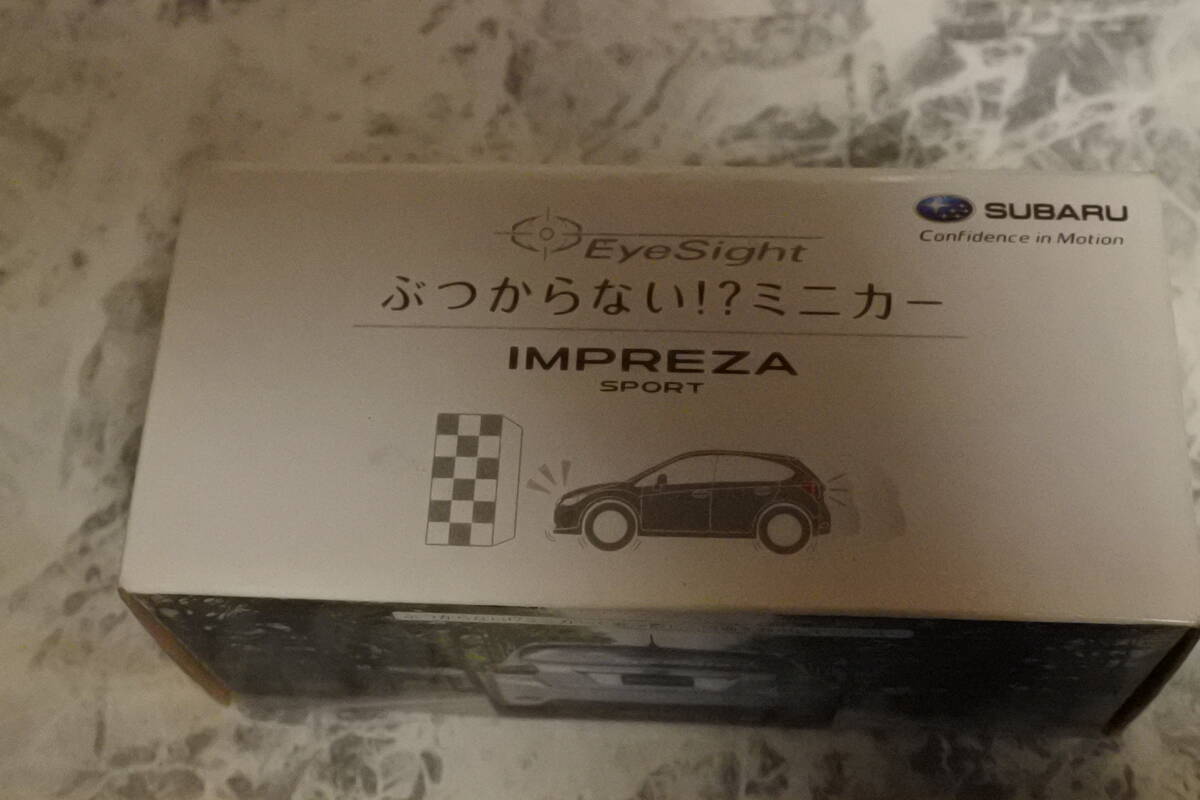 SUBARU
Confidence in Motion
EyeSight
ぶつからない!?ミニカー
IMPREZA
SPORT